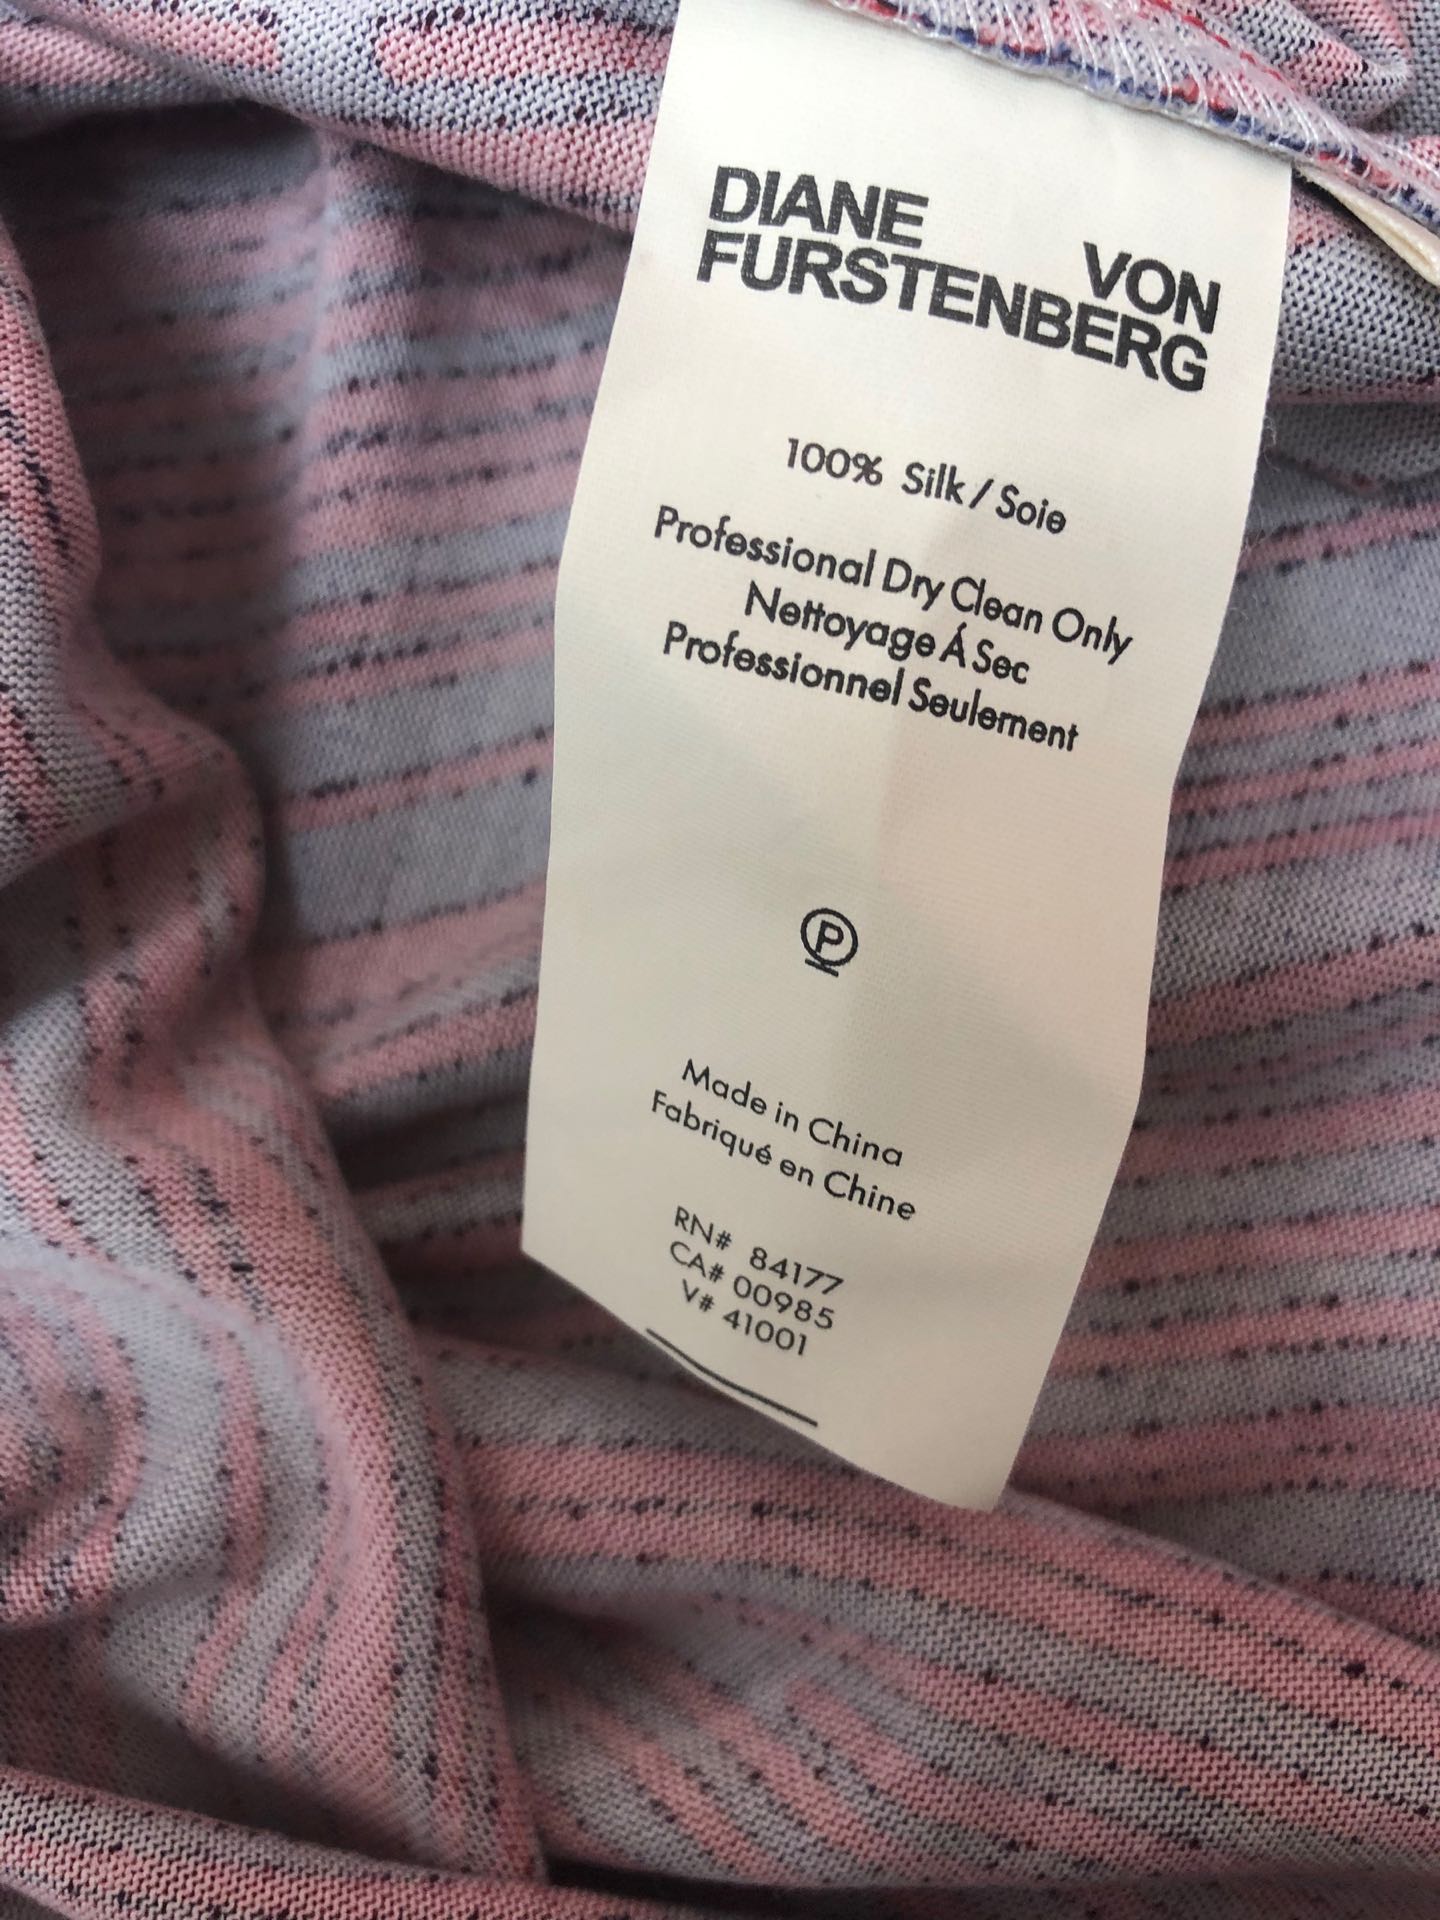 DIANE
VON
FURSTENBERG
100% Silk / Soie
Professional Dry Clean Only
Nettoyage Á Sec
Professionnel Seulement
P
Made in China
Fabriqué en Chine
RN# 84177
CA# 00985
V# 41001